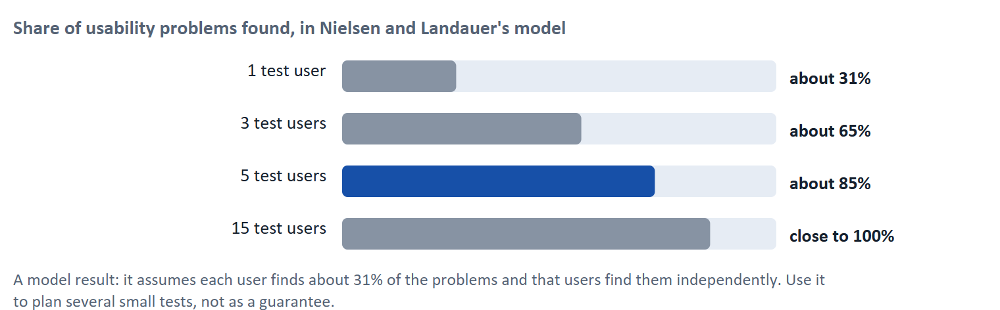 Share of usability problems found, in Nielsen and Landauer's model
1 test user
about 31%
3 test users
about 65%
5 test users
about 85%
15 test users
close to 100%
A model result: it assumes each user finds about 31% of the problems and that users find them independently. Use it
to plan several small tests, not as a guarantee.